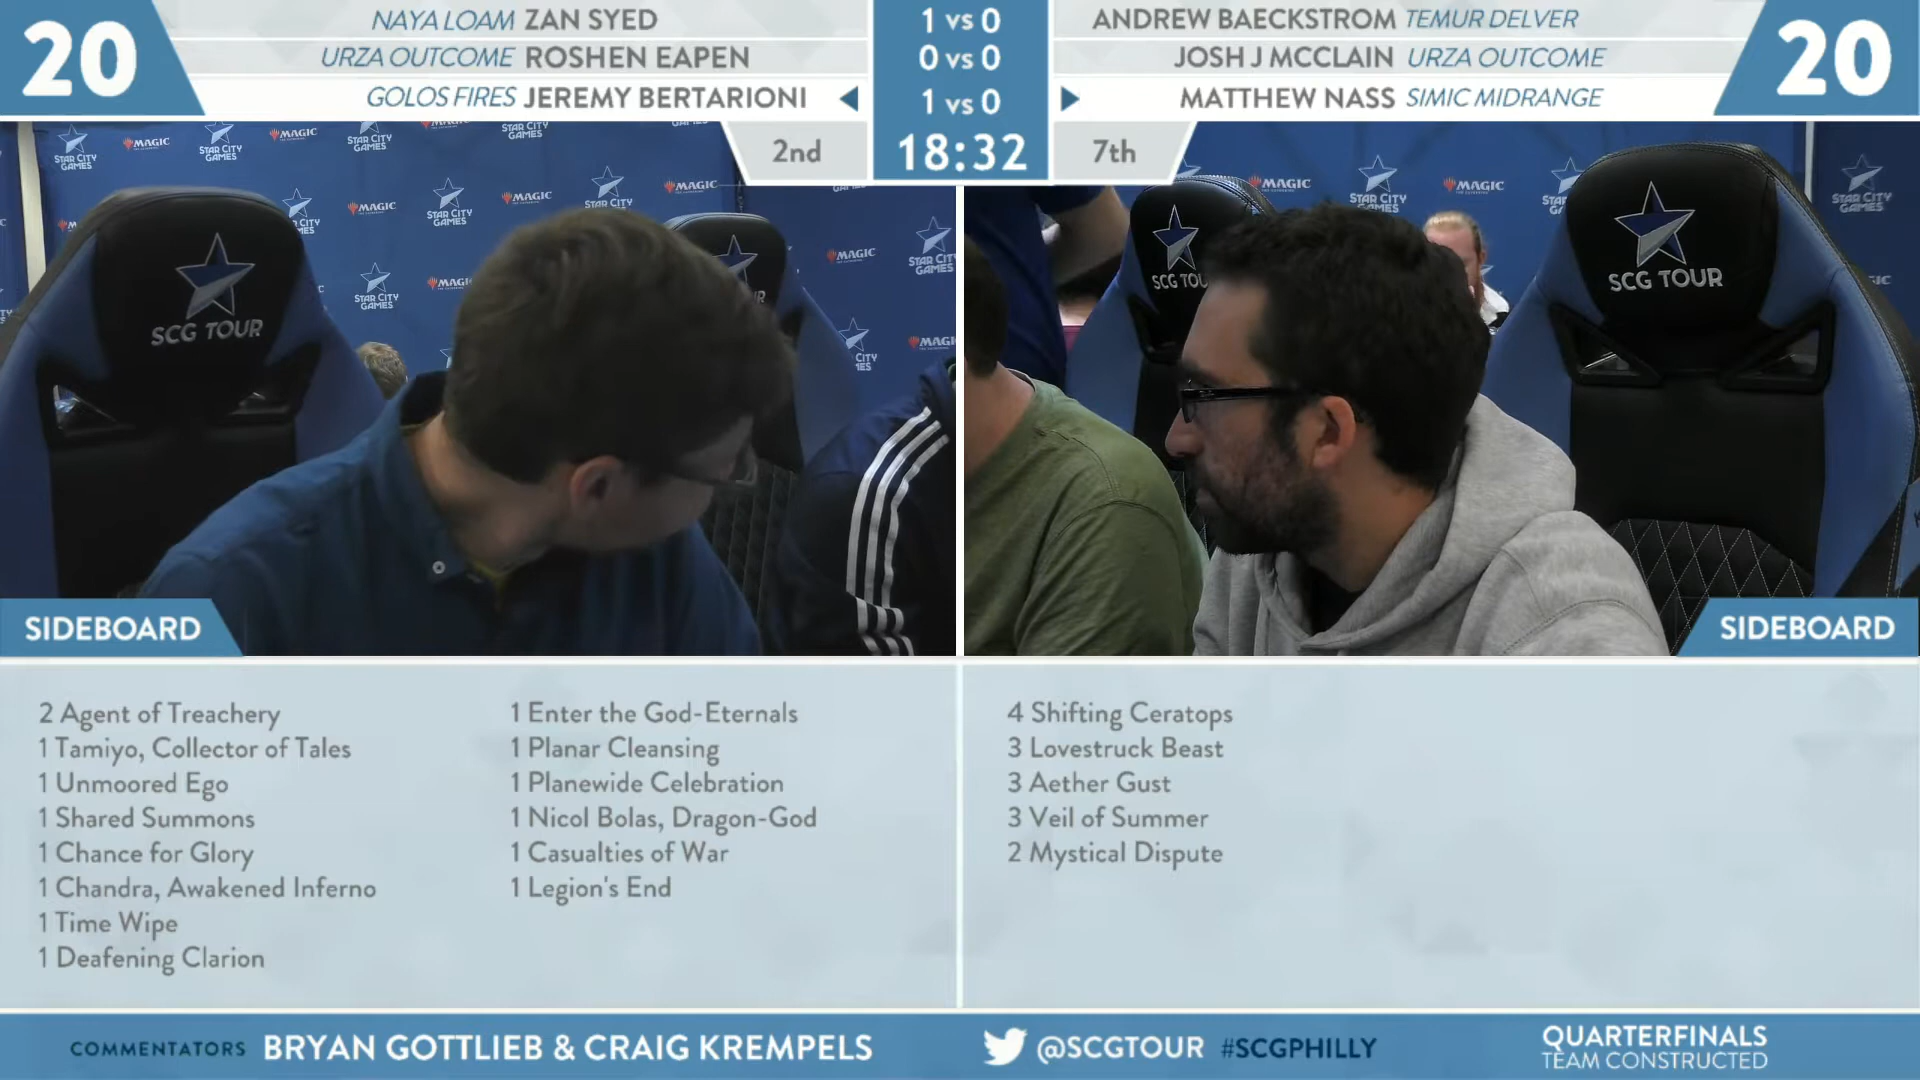 20
NAYA LOAM ZAN SYED
1 vs 0
ANDREW BAECKSTROM TEMUR DELVER
20
URZA OUTCOME ROSHEN EAPEN
0 vs 0
JOSH J MCCLAIN URZA OUTCOME
GOLOS FIRES JEREMY BERTARIONI
1 vs 0
MATTHEW NASS SIMIC MIDRANGE
2nd
18:32
7th
STAR CITY GAMES
MAGIC
SCG TOUR
SCG TOUR
SIDEBOARD
SIDEBOARD
2 Agent of Treachery
1 Tamiyo, Collector of Tales
1 Unmoored Ego
1 Shared Summons
1 Chance for Glory
1 Chandra, Awakened Inferno
1 Time Wipe
1 Deafening Clarion
1 Enter the God-Eternals
1 Planar Cleansing
1 Planewide Celebration
1 Nicol Bolas, Dragon-God
1 Casualties of War
1 Legion's End
4 Shifting Ceratops
3 Lovestruck Beast
3 Aether Gust
3 Veil of Summer
2 Mystical Dispute
COMMENTATORS BRYAN GOTTLIEB & CRAIG KREMPELS
@SCGTOUR #SCGPHILLY
QUARTERFINALS
TEAM CONSTRUCTED